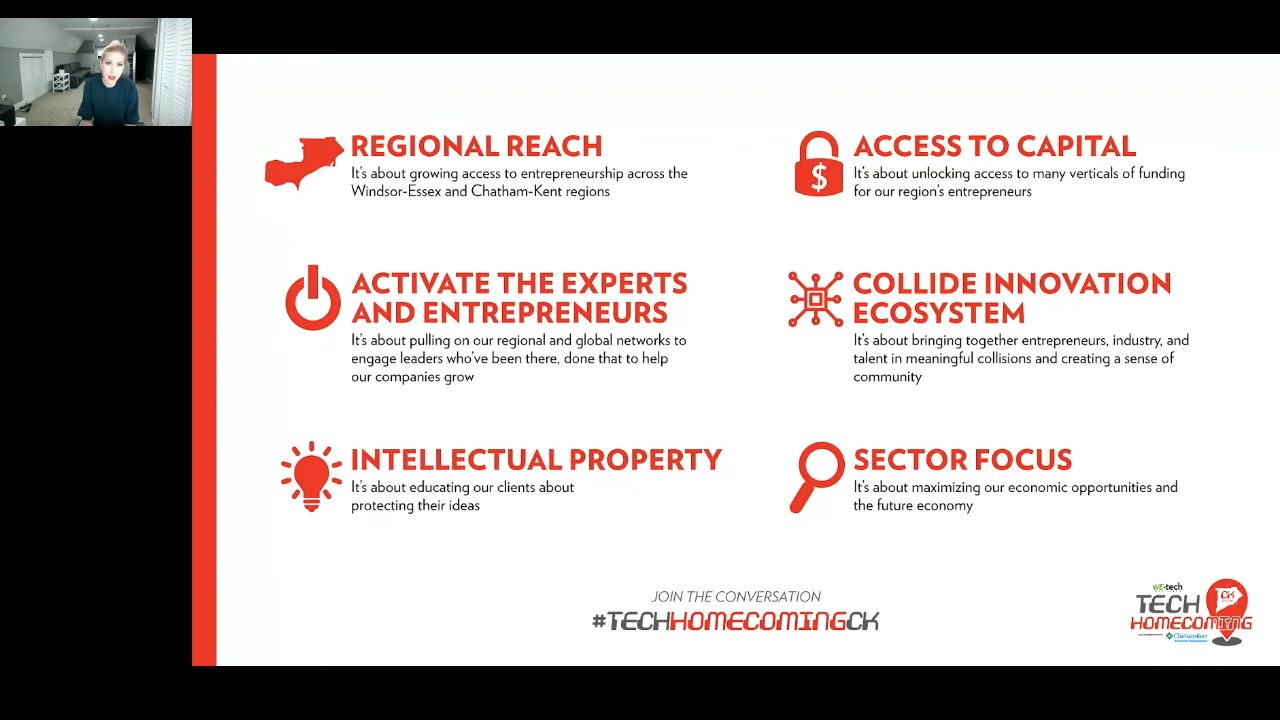 REGIONAL REACH
It's about growing access to entrepreneurship across the
Windsor-Essex and Chatham-Kent regions
ACCESS TO CAPITAL
It's about unlocking access to many verticals of funding
for our region's entrepreneurs
$
ACTIVATE THE EXPERTS
AND ENTREPRENEURS
It's about pulling on our regional and global networks to
engage leaders who've been there, done that to help
our companies grow
COLLIDE INNOVATION
ECOSYSTEM
It's about bringing together entrepreneurs, industry, and
talent in meaningful collisions and creating a sense of
community
INTELLECTUAL PROPERTY
It's about educating our clients about
protecting their ideas
SECTOR FOCUS
It's about maximizing our economic opportunities and
the future economy
JOIN THE CONVERSATION
#TECHHOMECOMINGCK
WE-tech
TECH
CK
HOMECOMING
Chatham-Kent